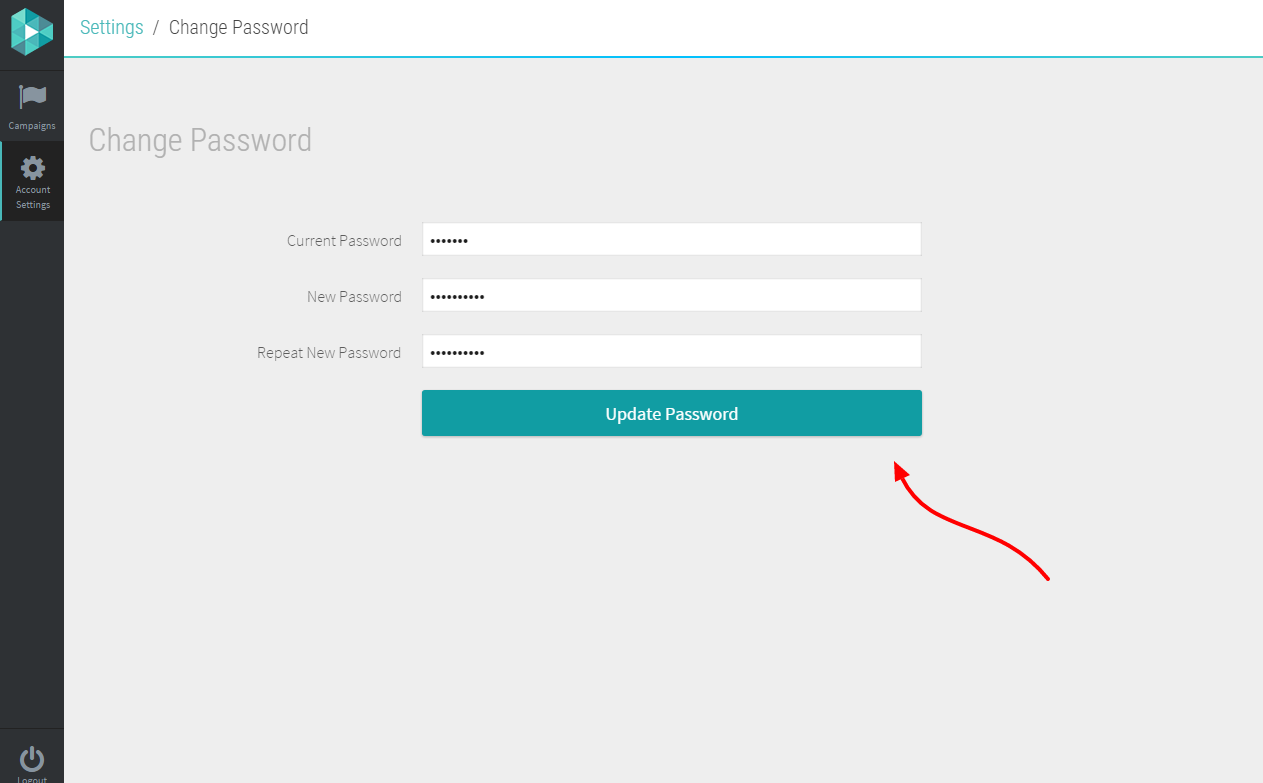 Settings / Change Password
Campaigns
Account
Settings
Change Password
Current Password •••••••
New Password ••••••••••
Repeat New Password ••••••••••
Update Password
Logout